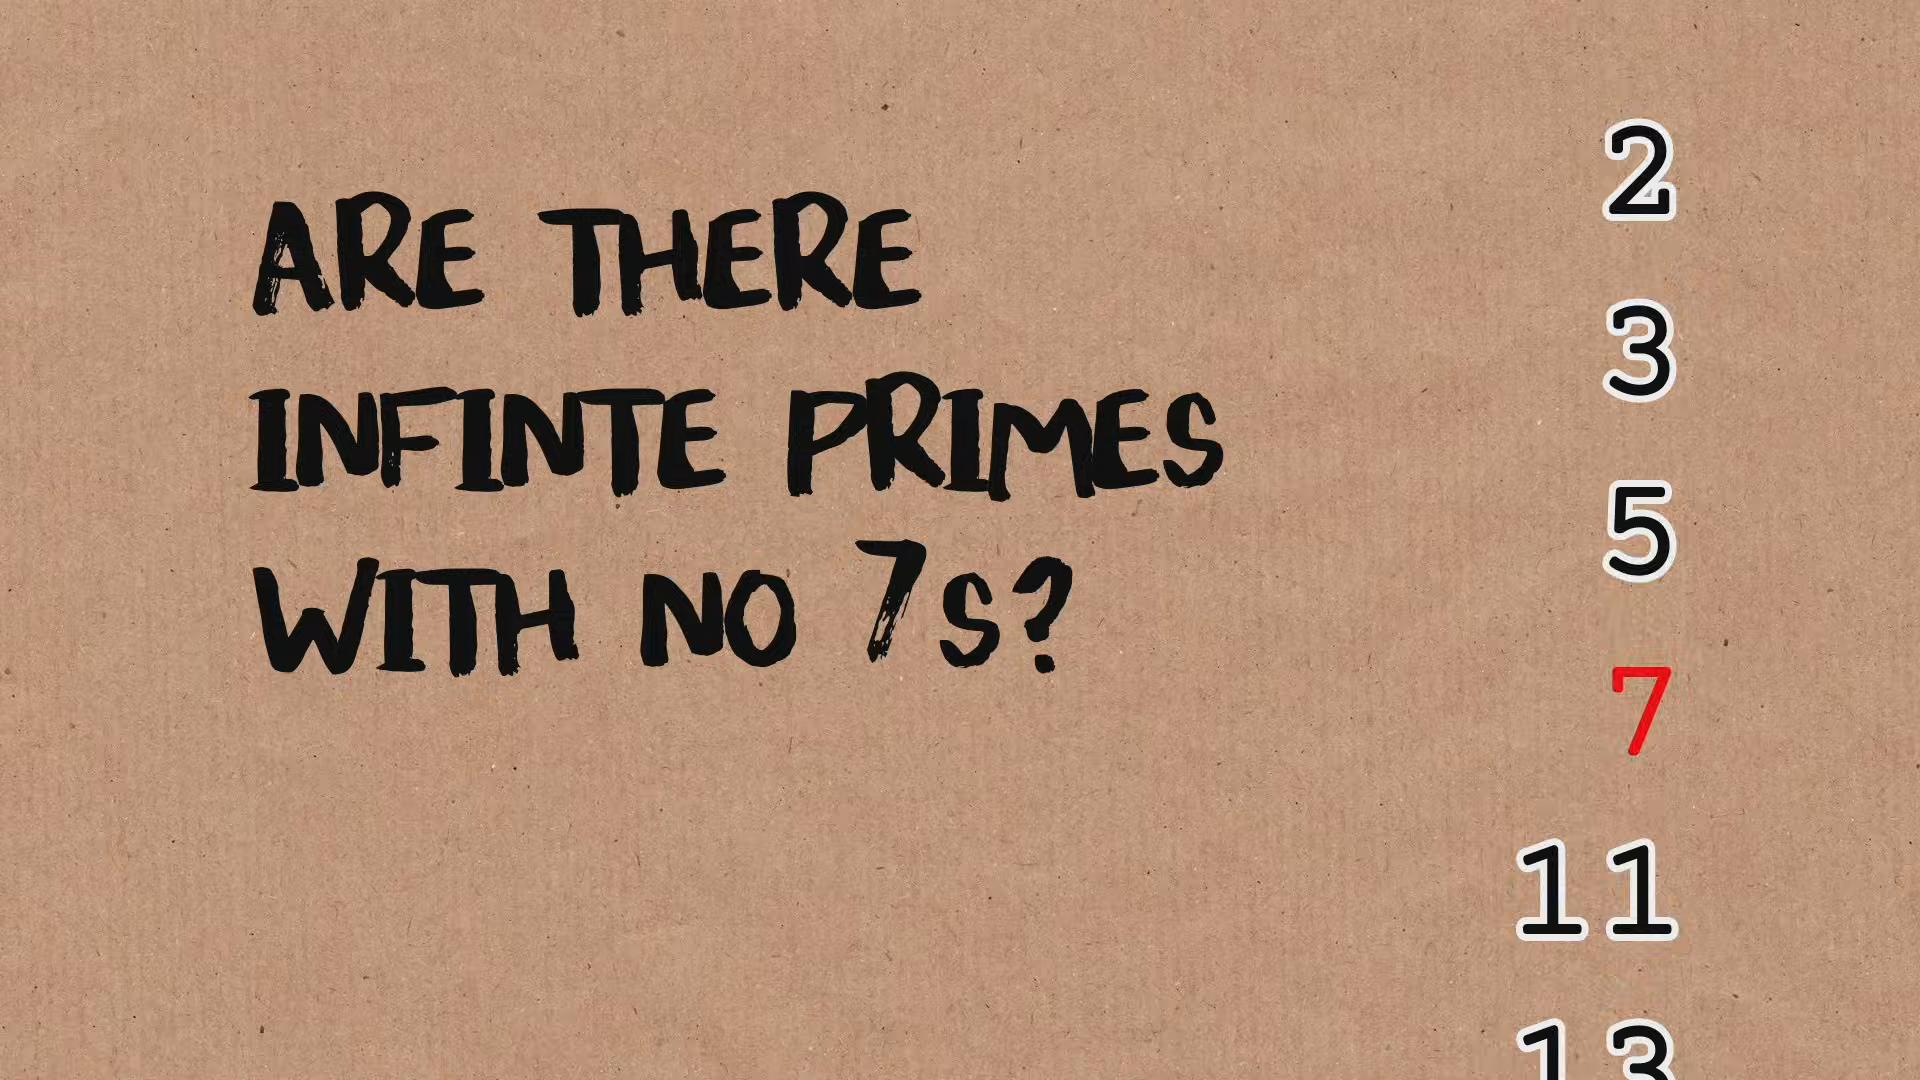 ARE THERE
INFINTE PRIMES
WITH NO 7s?
2
3
5
7
11
13